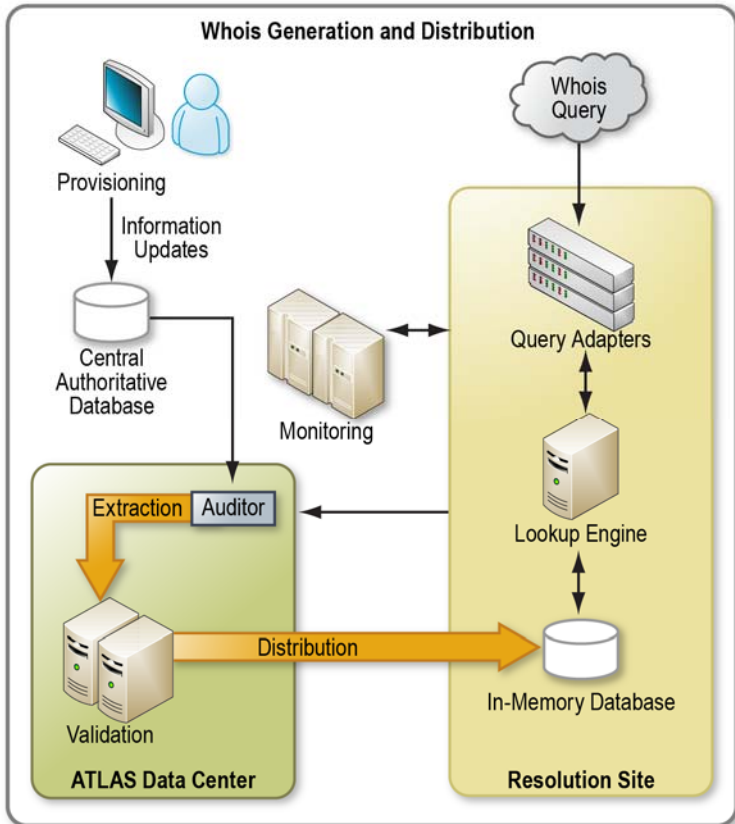 Whois Generation and Distribution
Whois
Query
Provisioning
Information
Updates
Central
Authoritative
Database
Monitoring
Query Adapters
Extraction
Auditor
Lookup Engine
Distribution
Validation
In-Memory Database
ATLAS Data Center
Resolution Site